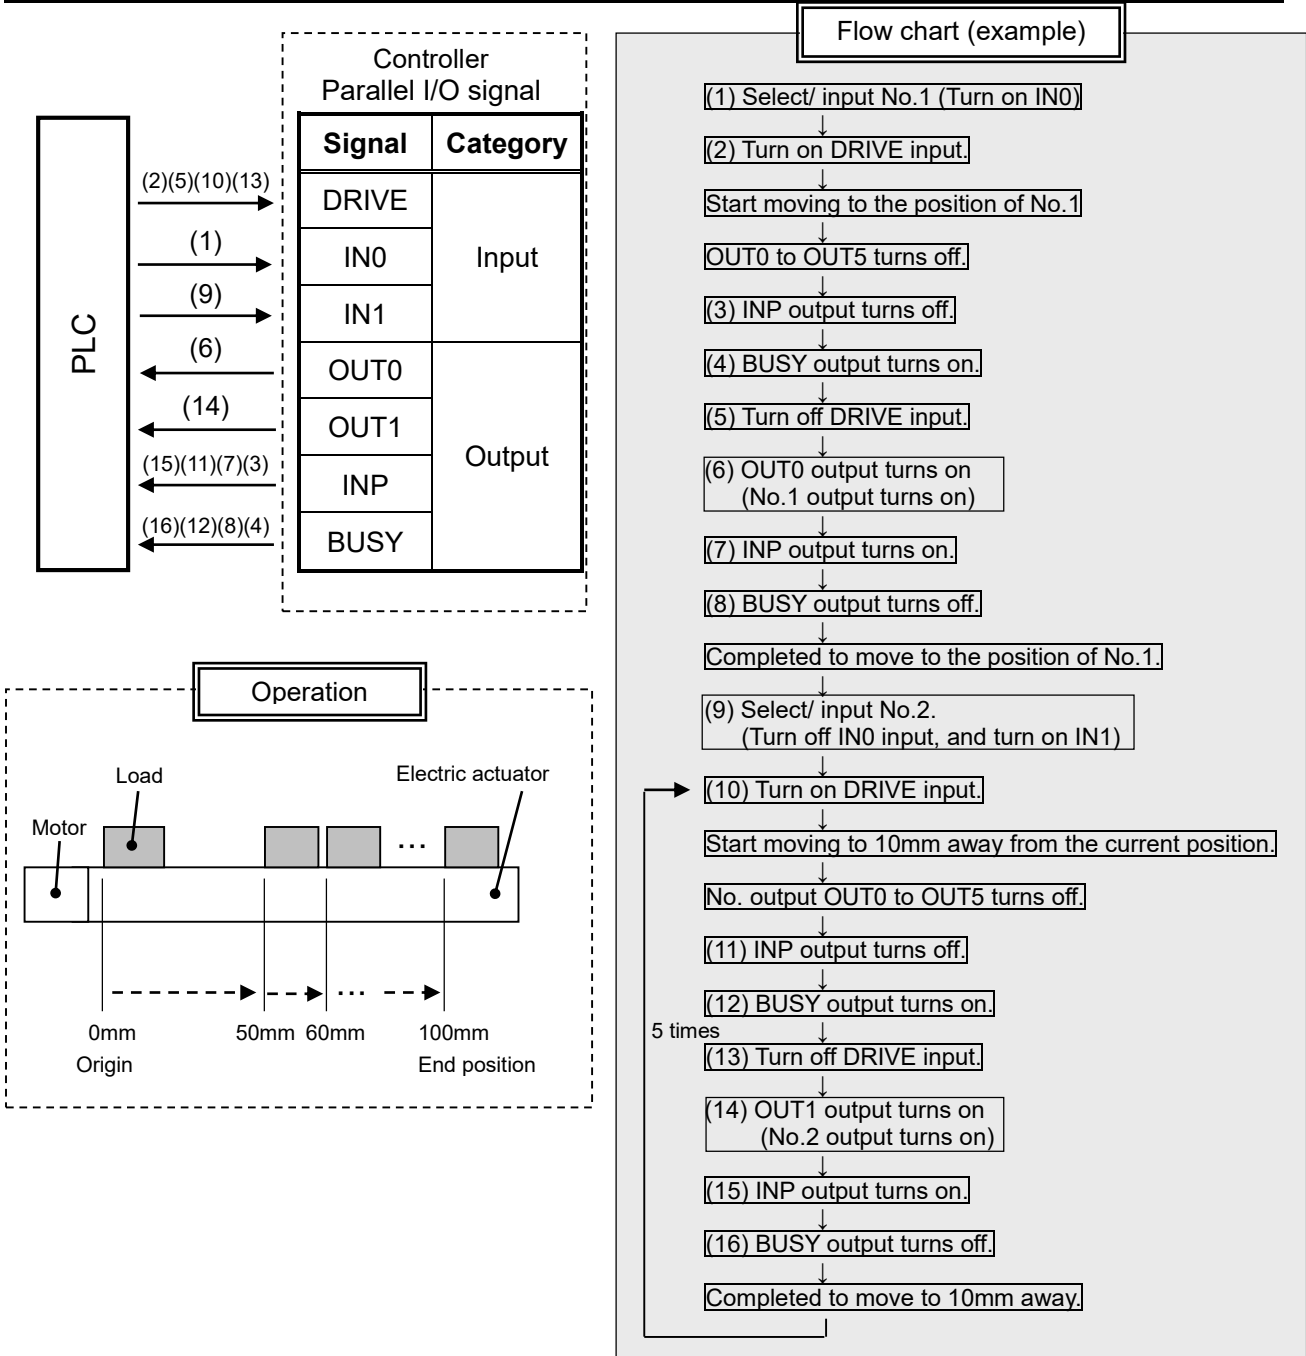 Controller
Parallel I/O signal
Signal Category
DRIVE
IN0
IN1
Input
OUT0
OUT1
INP
BUSY
Output
PLC
(2)(5)(10)(13)
(1)
(9)
(6)
(14)
(15)(11)(7)(3)
(16)(12)(8)(4)
Operation
Load
Electric actuator
Motor
...
...
0mm
50mm 60mm
100mm
Origin
End position
Flow chart (example)
(1) Select/ input No.1 (Turn on IN0)
↓
(2) Turn on DRIVE input.
↓
Start moving to the position of No.1
↓
OUT0 to OUT5 turns off.
↓
(3) INP output turns off.
↓
(4) BUSY output turns on.
↓
(5) Turn off DRIVE input.
↓
(6) OUT0 output turns on
(No.1 output turns on)
↓
(7) INP output turns on.
↓
(8) BUSY output turns off.
↓
Completed to move to the position of No.1.
↓
(9) Select/ input No.2.
(Turn off IN0 input, and turn on IN1)
↓
(10) Turn on DRIVE input.
↓
Start moving to 10mm away from the current position.
↓
No. output OUT0 to OUT5 turns off.
↓
(11) INP output turns off.
↓
(12) BUSY output turns on.
↓
5 times
(13) Turn off DRIVE input.
↓
(14) OUT1 output turns on
(No.2 output turns on)
↓
(15) INP output turns on.
↓
(16) BUSY output turns off.
↓
Completed to move to 10mm away.